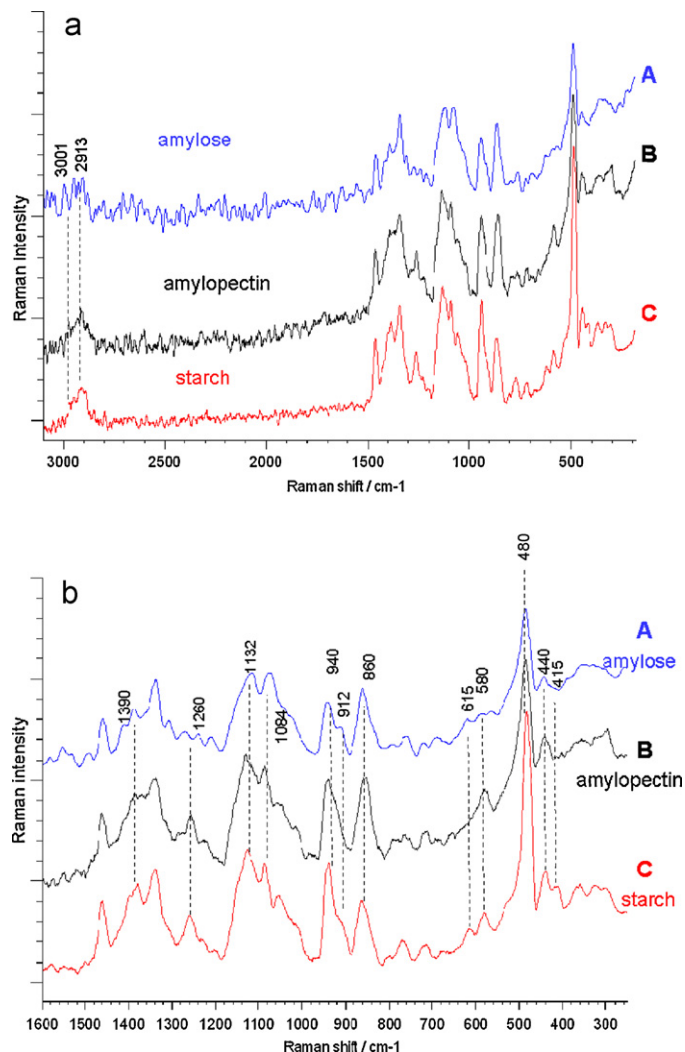 a
A
amylose
3001
2913
B
amylopectin
C
starch
Raman Intensity
3000 2500 2000 1500 1000 500
Raman shift / cm-1
b
480
A
amylose
1132
940
912
860
615
580
440
415
1390
1260
1084
B
amylopectin
C
starch
Raman intensity
1600 1400 1300 1200 1100 1000 900 800 700 600 500 400 300
Raman shift / cm-1